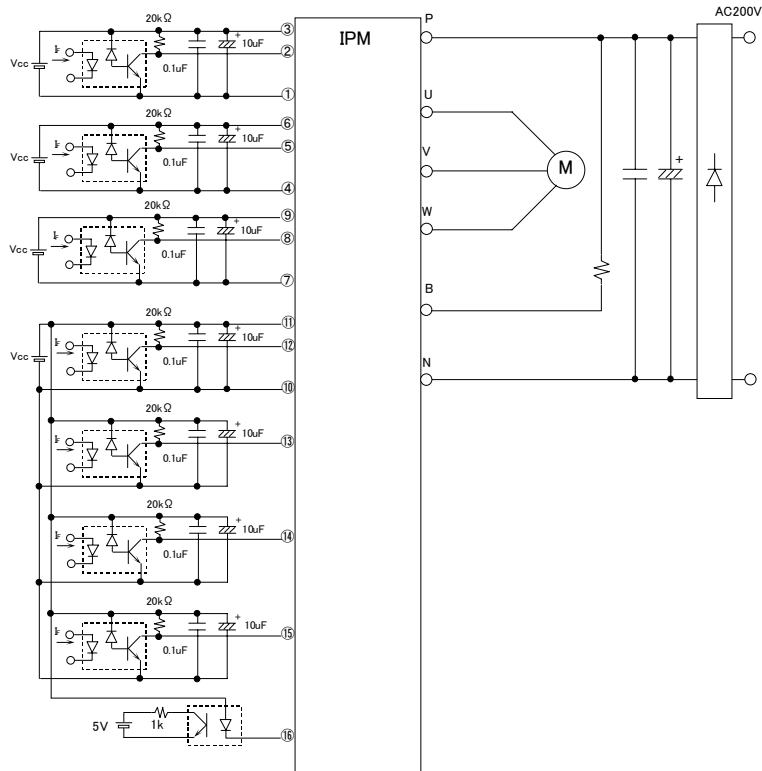 20kΩ
③
IPM
P
AC200V
Vcc
IF
0.1uF
+
10uF
②
①
20kΩ
⑥
Vcc
IF
0.1uF
+
10uF
⑤
④
20kΩ
⑨
Vcc
IF
0.1uF
+
10uF
⑧
⑦
U
V
M
W
+
B
N
20kΩ
⑪
Vcc
IF
0.1uF
+
10uF
⑫
⑩
20kΩ
IF
0.1uF
+
10uF
⑬
20kΩ
IF
0.1uF
+
10uF
⑭
20kΩ
IF
0.1uF
+
10uF
⑮
5V
1k
⑯